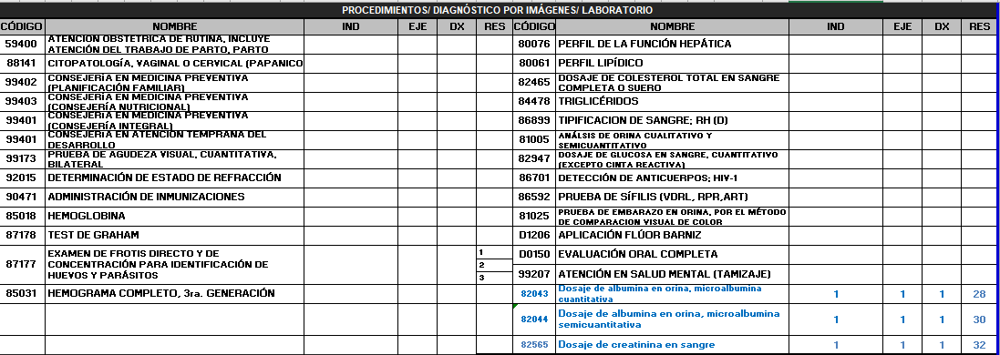 PROCEDIMIENTOS/ DIAGNÓSTICO POR IMÁGENES/ LABORATORIO
CÓDIGO NOMBRE IND EJE DX RES CÓDIGO NOMBRE IND EJE DX RES
59400 ATENCION OBSTETRICA DE RUTINA, INCLUYE
ATENCIÓN DEL TRABAJO DE PARTO, PARTO
80076 PERFIL DE LA FUNCIÓN HEPÁTICA
88141 CITOPATOLOGÍA, VAGINAL O CERVICAL (PAPANICO
80061 PERFIL LIPÍDICO
99402 CONSEJERÍA EN MEDICINA PREVENTIVA
(PLANIFICACIÓN FAMILIAR)
82465 DOSAJE DE COLESTEROL TOTAL EN SANGRE
COMPLETA O SUERO
99403 CONSEJERÍA EN MEDICINA PREVENTIVA
(CONSEJERÍA NUTRICIONAL)
84478 TRIGLICÉRIDOS
99401 CONSEJERÍA EN MEDICINA PREVENTIVA
(CONSEJERÍA INTEGRAL)
86899 TIPIFICACION DE SANGRE; RH (D)
99401 CONSEJERÍA EN ATENCIÓN TEMPRANA DEL
DESARROLLO
81005 ANÁLSIS DE ORINA CUALITATIVO Y
SEMICUANTITATIVO
99173 PRUEBA DE AGUDEZA VISUAL, CUANTITATIVA,
BILATERAL
82947 DOSAJE DE GLUCOSA EN SANGRE, CUANTITATIVO
(EXCEPTO CINTA REACTIVA)
92015 DETERMINACIÓN DE ESTADO DE REFRACCIÓN
86701 DETECCIÓN DE ANTICUERPOS; HIV-1
90471 ADMINISTRACIÓN DE INMUNIZACIONES
86592 PRUEBA DE SÍFILIS (VDRL, RPR,ART)
85018 HEMOGLOBINA
81025 PRUEBA DE EMBARAZO EN ORINA, POR EL MÉTODO
DE COMPARACION VISUAL DE COLOR
87178 TEST DE GRAHAM
D1206 APLICACIÓN FLÚOR BARNIZ
87177 EXAMEN DE FROTIS DIRECTO Y DE
CONCENTRACIÓN PARA IDENTIFICACIÓN DE
HUEVOS Y PARÁSITOS
1
2
3
D0150 EVALUACIÓN ORAL COMPLETA
99207 ATENCIÓN EN SALUD MENTAL (TAMIZAJE)
85031 HEMOGRAMA COMPLETO, 3ra. GENERACIÓN
82043 Dosaje de albumina en orina, microalbumina
cuantitativa
1 1 1 28
82044 Dosaje de albumina en orina, microalbumina
semicuantitativa
1 1 1 30
82565 Dosaje de creatinina en sangre 1 1 1 32